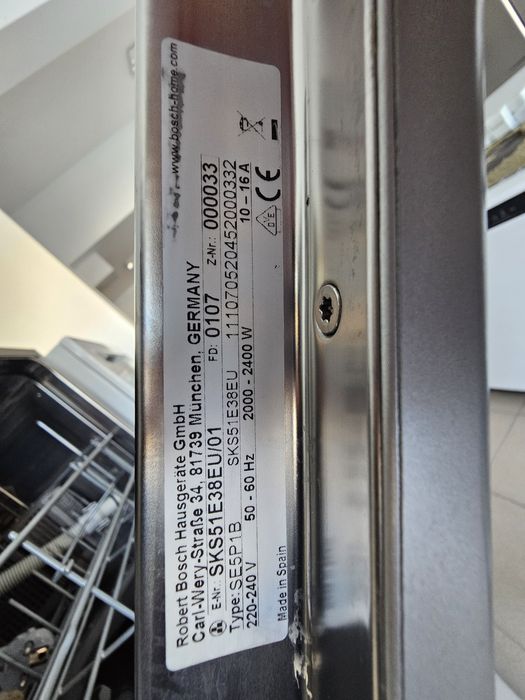 Robert Bosch Hausgeräte GmbH
www.bosch-home.com
Carl-Wery-Straße 34, 81739 München, GERMANY
E-Nr.: SKS51E38EU/01 FD: 0107 Z-Nr.: 000033
Type: SE5P1B SKS51E38EU 111070520452000332
220-240 V 50 - 60 Hz 2000 - 2400 W 10 – 16 A
Made in Spain
DVE
CE